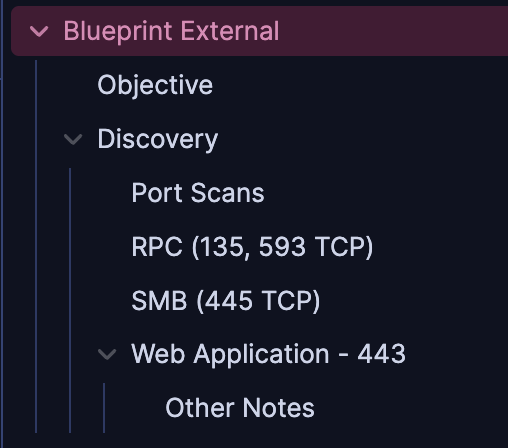 Blueprint External
Objective
Discovery
Port Scans
RPC (135, 593 TCP)
SMB (445 TCP)
Web Application - 443
Other Notes